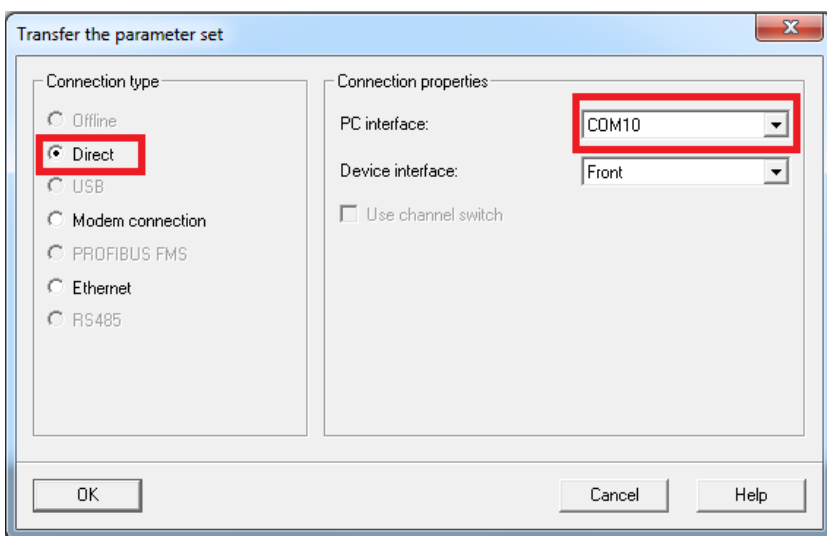 Transfer the parameter set
Connection type
Offline
Direct
USB
Modem connection
PROFIBUS FMS
Ethernet
RS485
Connection properties
PC interface:
COM10
Device interface:
Front
Use channel switch
OK
Cancel
Help